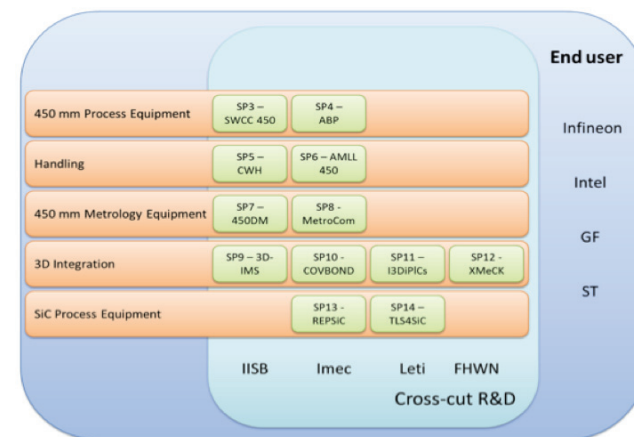 End user
450 mm Process Equipment
SP3 –
SWCC 450
SP4 –
ABP
Infineon
Handling
SP5 –
CWH
SP6 – AMLL
450
Intel
450 mm Metrology Equipment
SP7 –
450DM
SP8 -
MetroCom
GF
3D Integration
SP9 – 3D-
IMS
SP10 -
COVBOND
SP11 –
I3DiPlCs
SP12 -
XMeCK
ST
SiC Process Equipment
SP13 -
REPSiC
SP14 –
TLS4SiC
IISB Imec Leti FHWN
Cross-cut R&D